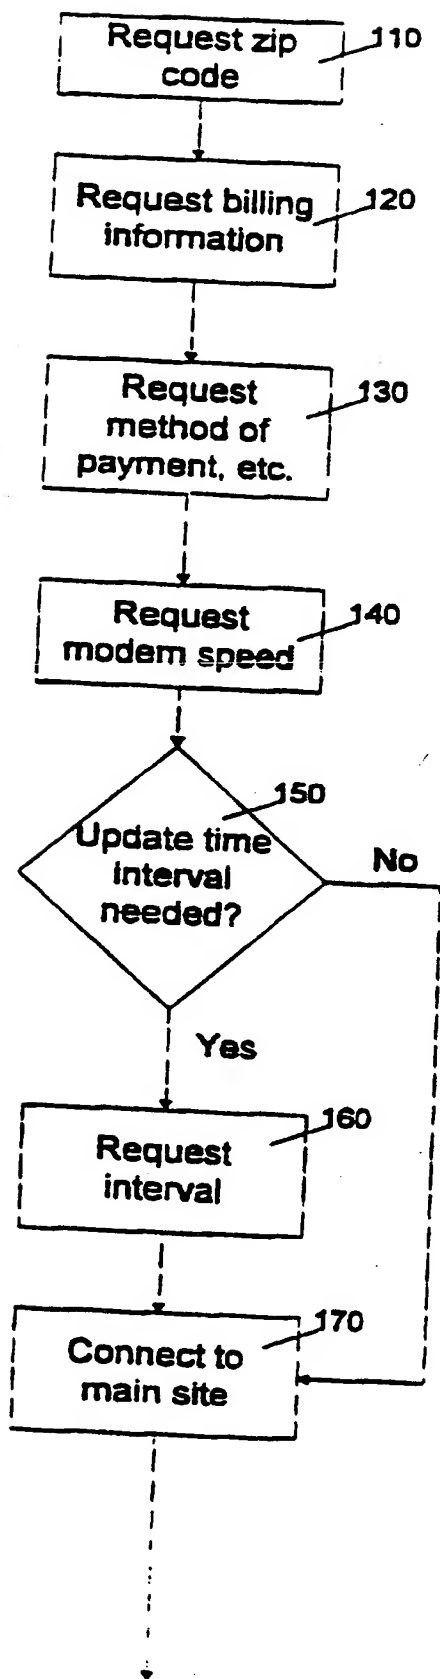 Request zip 110
code
Request billing 120
information
Request 130
method of
payment, etc.
Request 140
modem speed
150
Update time
interval No
needed?
Yes
160
Request
interval
170
Connect to
main site